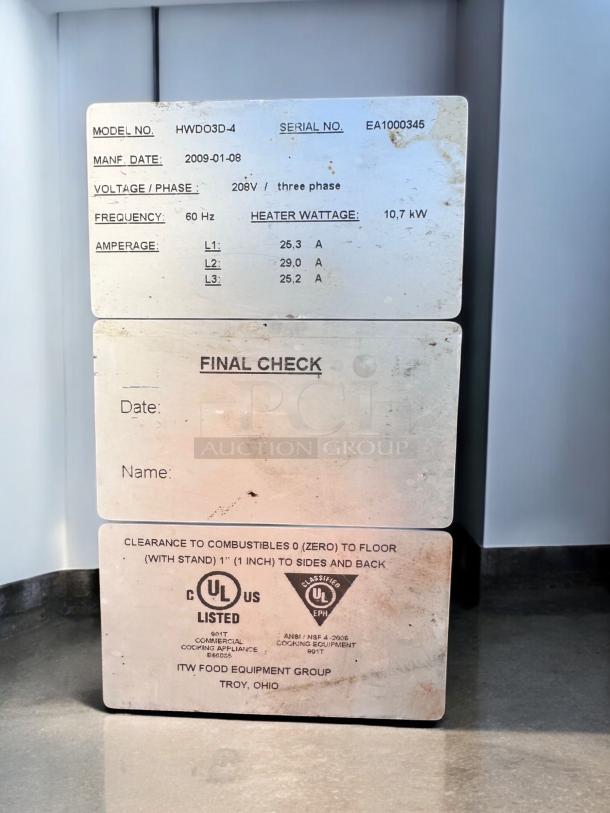 MODEL NO. HWDO3D-4 SERIAL NO. EA1000345
MANF. DATE: 2009-01-08
VOLTAGE / PHASE : 208V / three phase
FREQUENCY: 60 Hz HEATER WATTAGE: 10,7 kW
AMPERAGE: L1: 25,3 A
L2: 29,0 A
L3: 25,2 A
FINAL CHECK
Date:
PCI
AUCTION GROUP
Name:
CLEARANCE TO COMBUSTIBLES 0 (ZERO) TO FLOOR
(WITH STAND) 1" (1 INCH) TO SIDES AND BACK
C UL US
LISTED
901T
COMMERCIAL
COOKING APPLIANCE
CLASSIFIED
UL
EPH
ANSI / NSF 4 -2006
COOKING EQUIPMENT
901T
ITW FOOD EQUIPMENT GROUP
TROY, OHIO